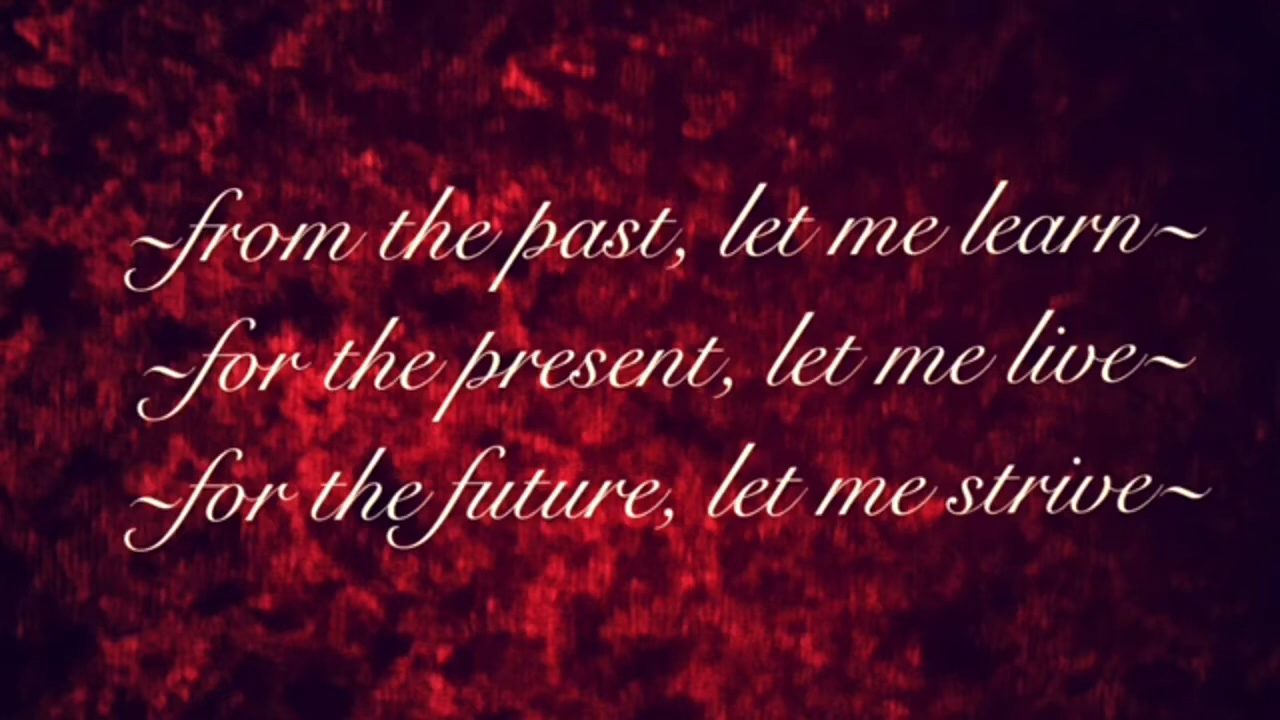 ~from the past, let me learn~
~for the present, let me live~
~for the future, let me strive~